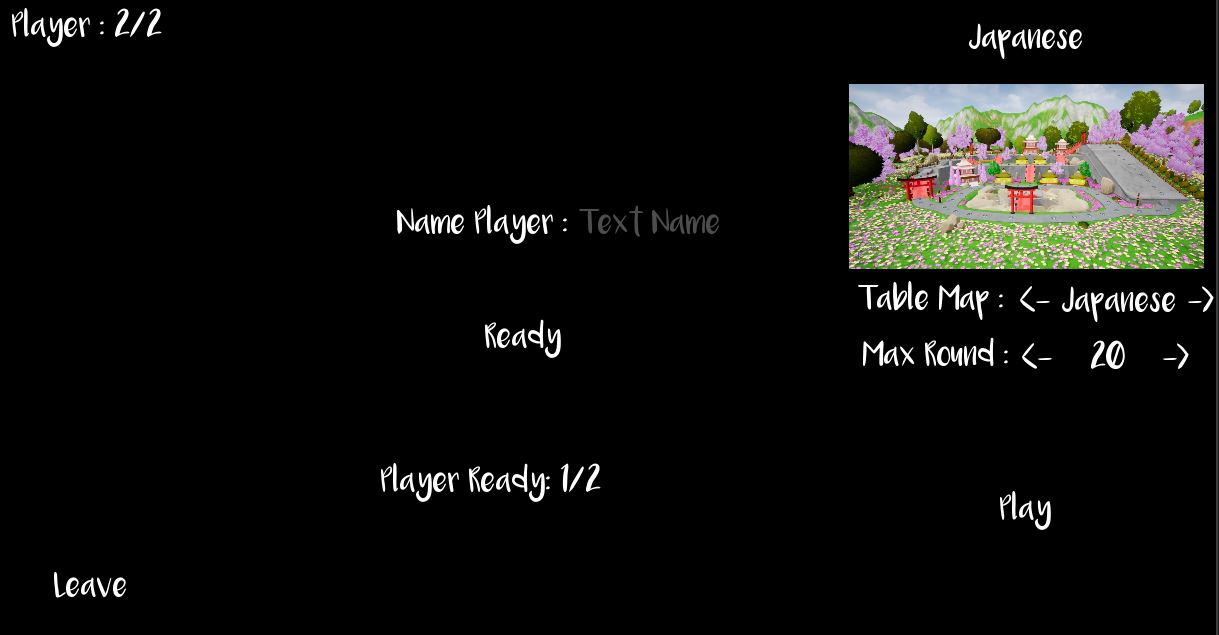 Player : 2/2
Japanese
Name Player : Text Name
Table Map : <- Japanese ->
Ready
Max Round : <- 20 ->
Player Ready: 1/2
Play
Leave